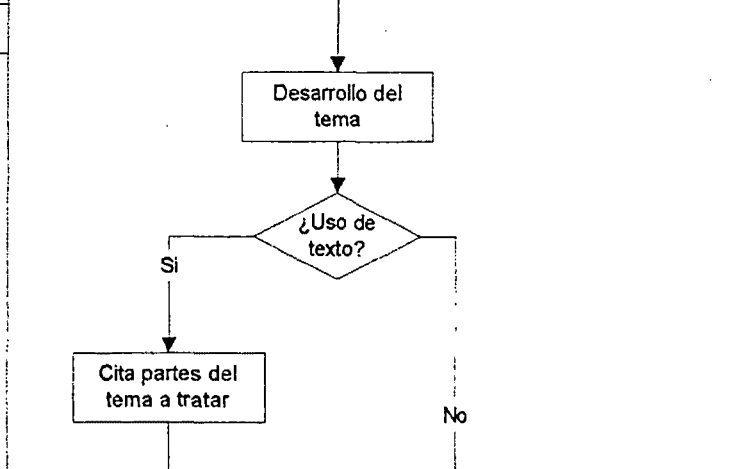 Desarrollo del
tema
¿Uso de
texto?
Si
Cita partes del
tema a tratar
No